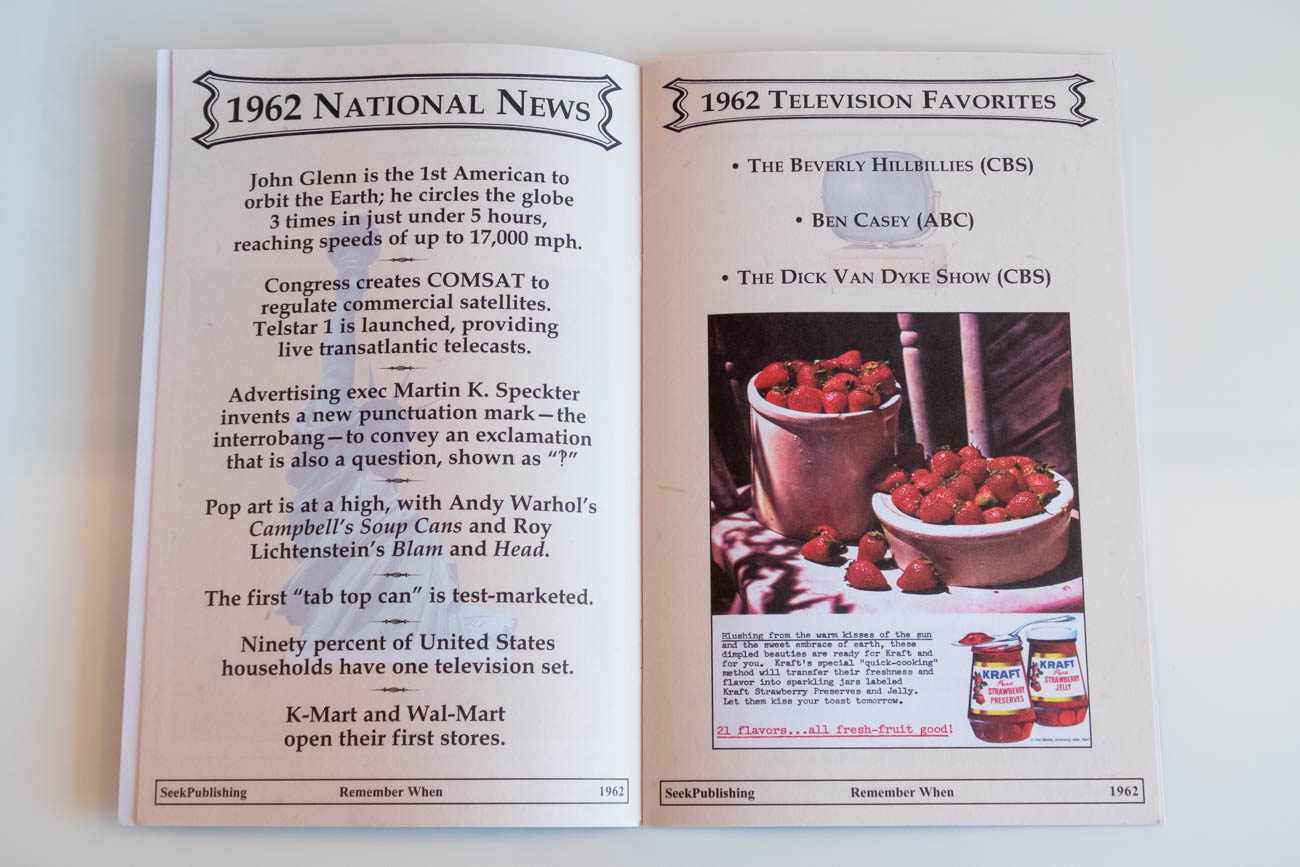 1962 NATIONAL NEWS
John Glenn is the 1st American to
orbit the Earth; he circles the globe
3 times in just under 5 hours,
reaching speeds of up to 17,000 mph.
Congress creates COMSAT to
regulate commercial satellites.
Telstar 1 is launched, providing
live transatlantic telecasts.
Advertising exec Martin K. Speckter
invents a new punctuation mark—the
interrobang—to convey an exclamation
that is also a question, shown as “‽”
Pop art is at a high, with Andy Warhol’s
Campbell’s Soup Cans and Roy
Lichtenstein’s Blam and Head.
The first “tab top can” is test-marketed.
Ninety percent of United States
households have one television set.
K-Mart and Wal-Mart
open their first stores.
SeekPublishing Remember When 1962
1962 TELEVISION FAVORITES
• THE BEVERLY HILLBILLIES (CBS)
• BEN CASEY (ABC)
• THE DICK VAN DYKE SHOW (CBS)
Blushing from the warm kisses of the sun
and the sweet embrace of earth, these
dimpled beauties are ready for Kraft and
for you. Kraft's special "quick-cooking"
method will transfer their freshness and
flavor into sparkling jars labeled
Kraft Strawberry Preserves and Jelly.
Let them kiss your toast tomorrow.
21 flavors...all fresh-fruit good!
KRAFT
Pure
STRAWBERRY
PRESERVES
KRAFT
Pure
STRAWBERRY
JELLY
SeekPublishing Remember When 1962